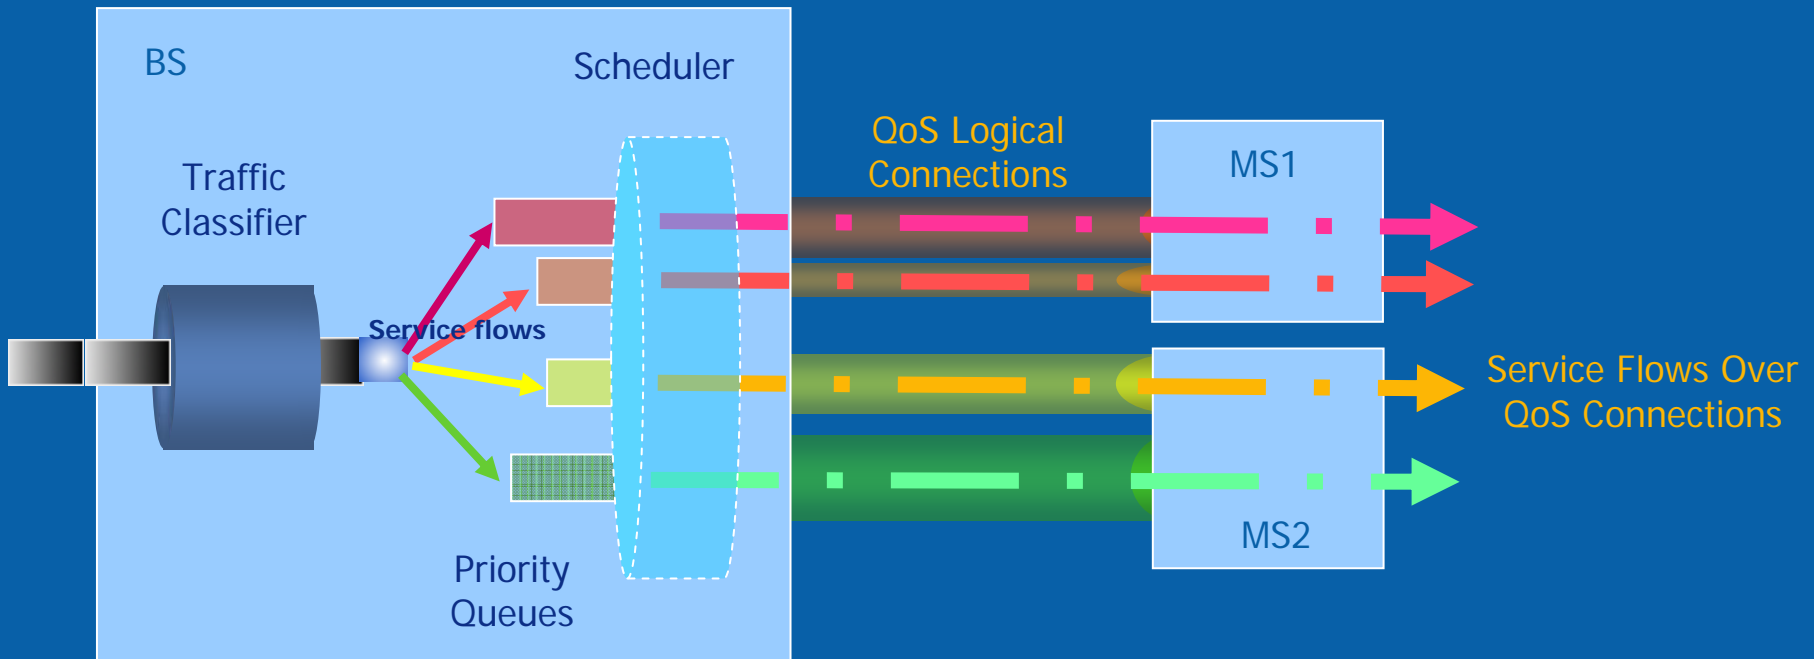 BS
Scheduler
Traffic
Classifier
Service flows
Priority
Queues
QoS Logical
Connections
MS1
MS2
Service Flows Over
QoS Connections